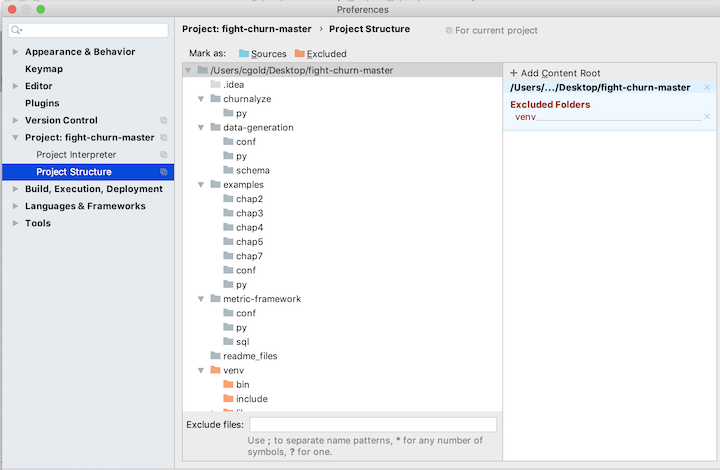 Preferences
Appearance & Behavior
Keymap
Editor
Plugins
Version Control
Project: fight-churn-master
Project Interpreter
Project Structure
Build, Execution, Deployment
Languages & Frameworks
Tools
Project: fight-churn-master › Project Structure
For current project
Mark as: Sources Excluded
/Users/cgold/Desktop/fight-churn-master
.idea
churnalyze
py
data-generation
conf
py
schema
examples
chap2
chap3
chap4
chap5
chap7
conf
py
metric-framework
conf
py
sql
readme_files
venv
bin
include
Exclude files:
Use ; to separate name patterns, * for any number of
symbols, ? for one.
+ Add Content Root
/Users/.../Desktop/fight-churn-master
Excluded Folders
venv